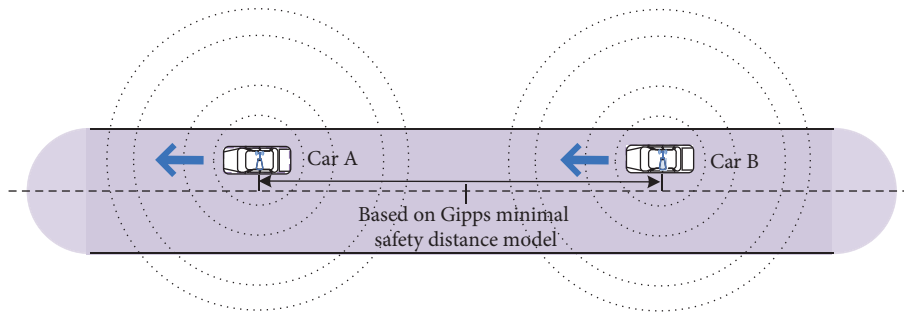 Car A
Car B
Based on Gipps minimal
safety distance model